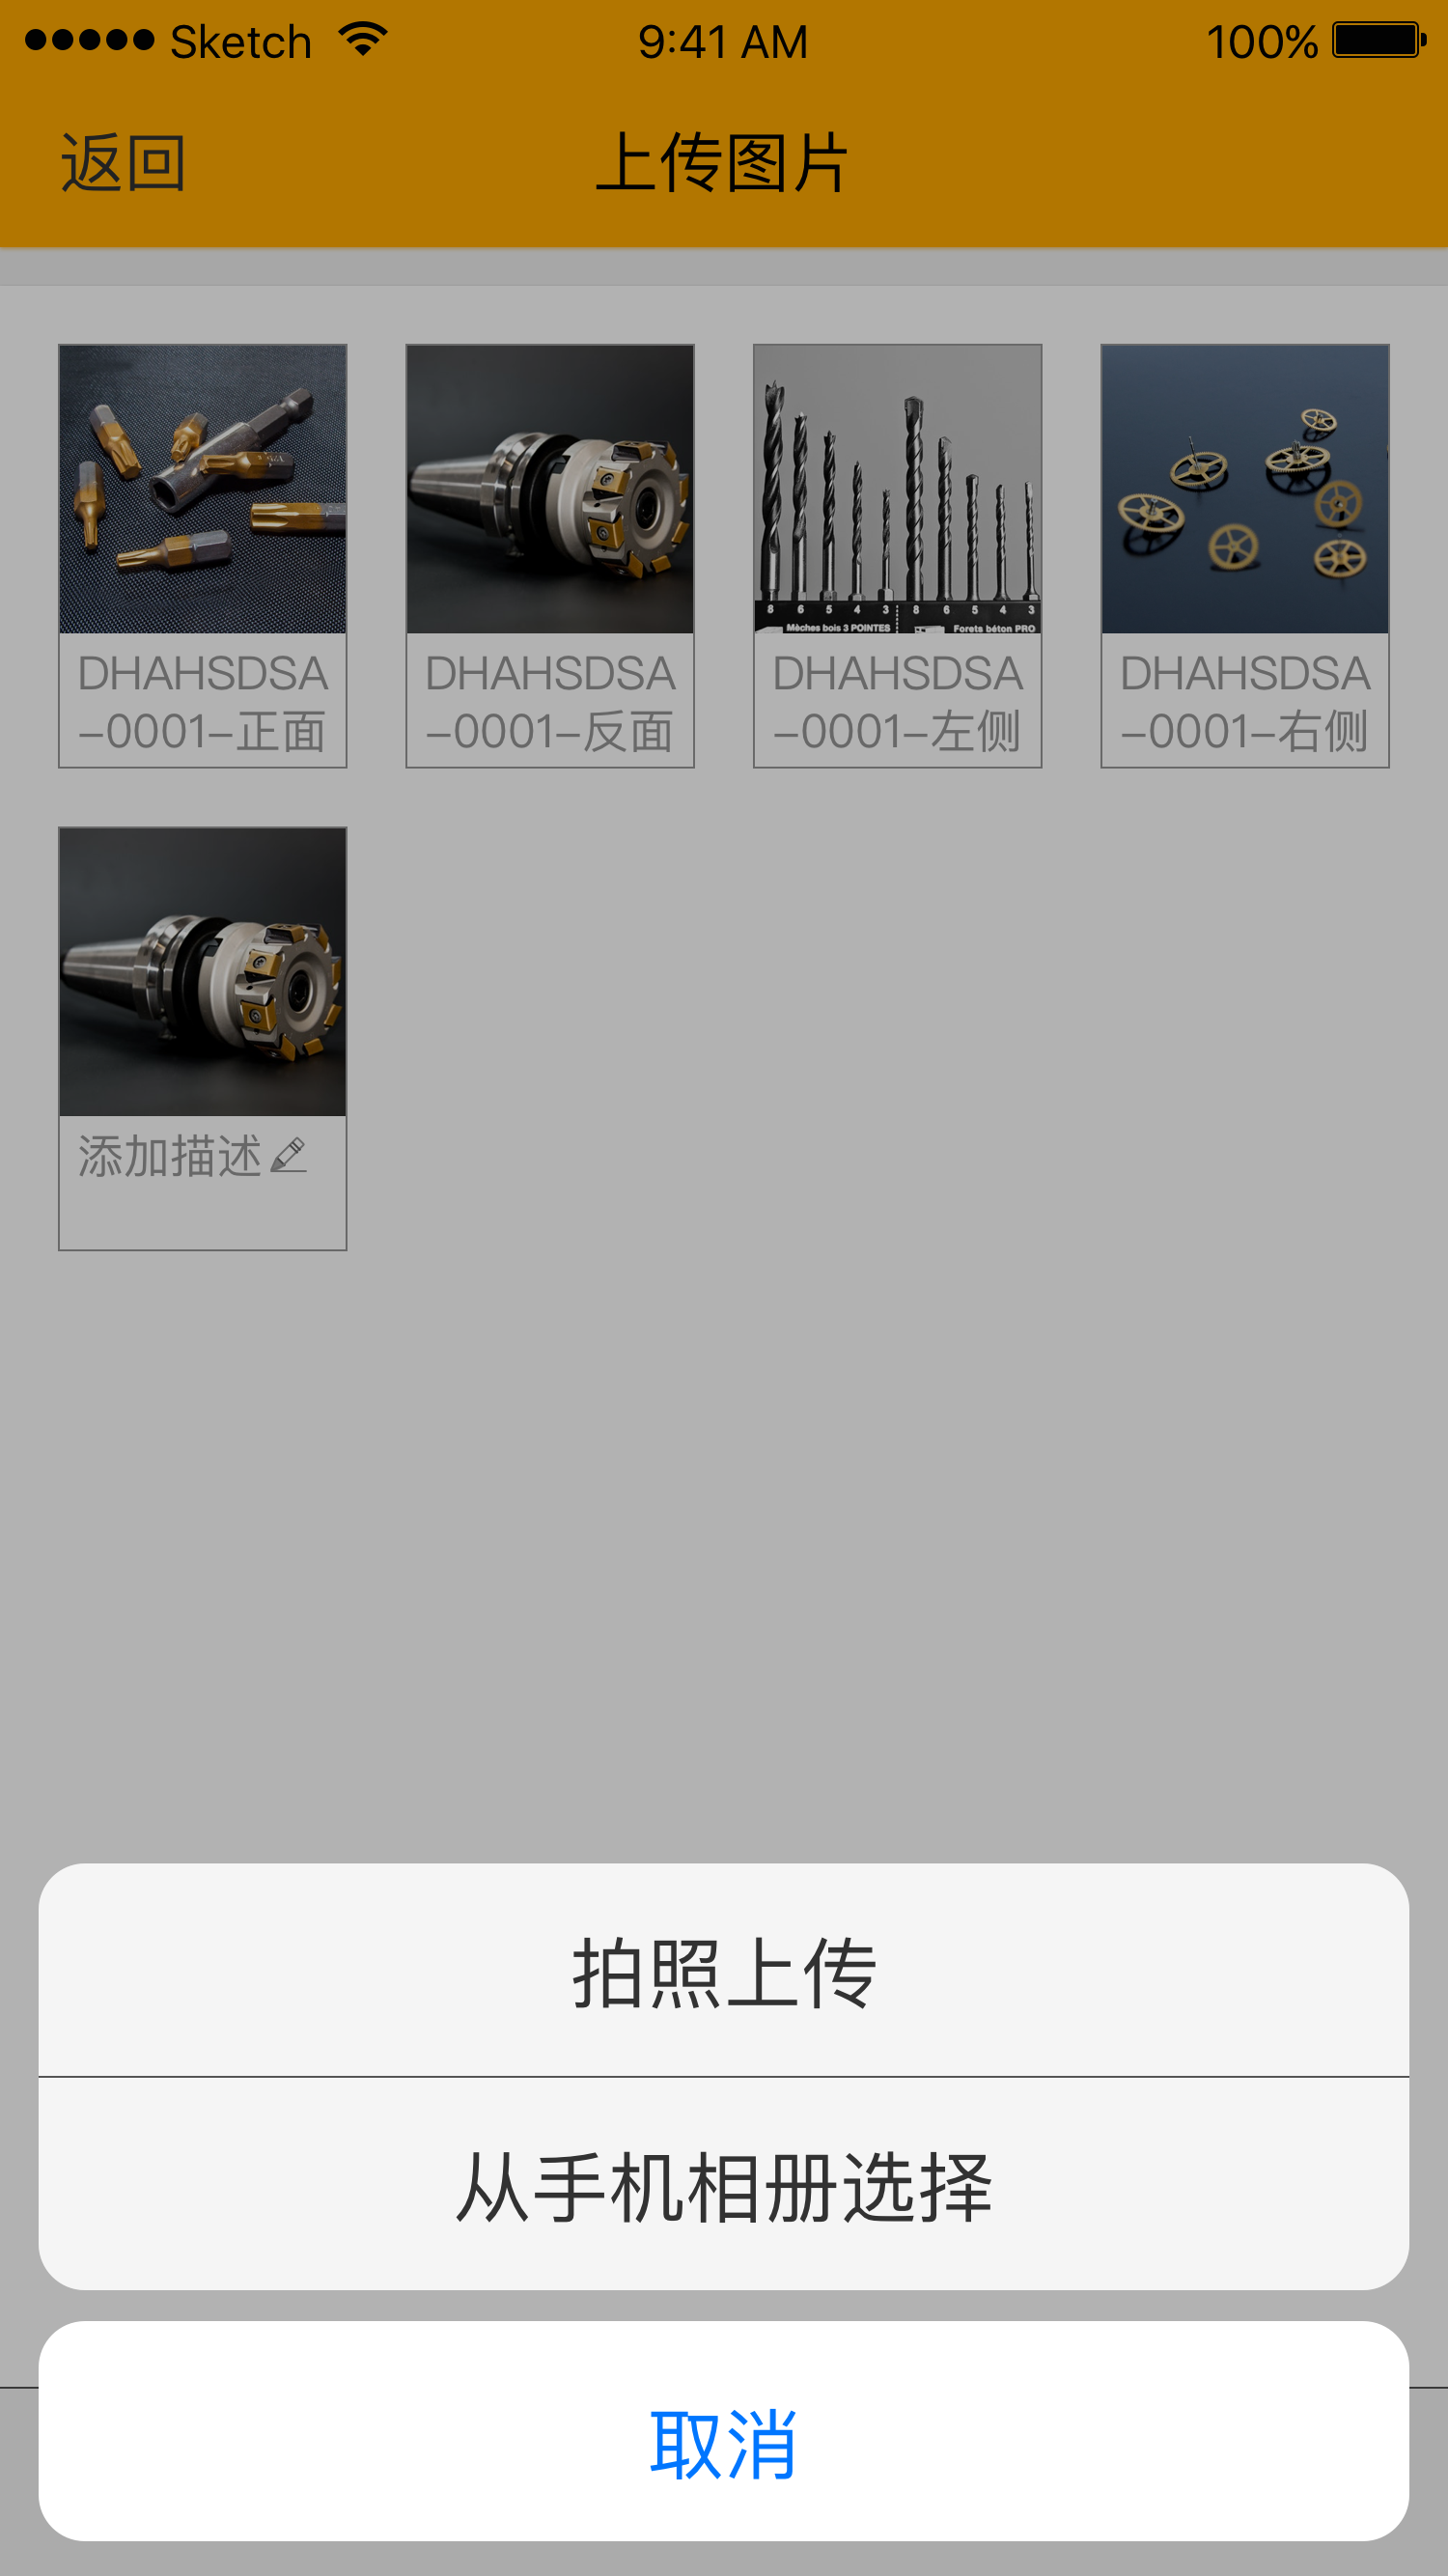 Sketch 9:41 AM 100%
返回 上传图片
8 6 5 4 3 8 6 5 4 3
Mèches bois 3 POINTES Forets béton PRO
DHAHSDSA
-0001-正面
DHAHSDSA
-0001-反面
DHAHSDSA
-0001-左侧
DHAHSDSA
-0001-右侧
添加描述
拍照上传
从手机相册选择
取消